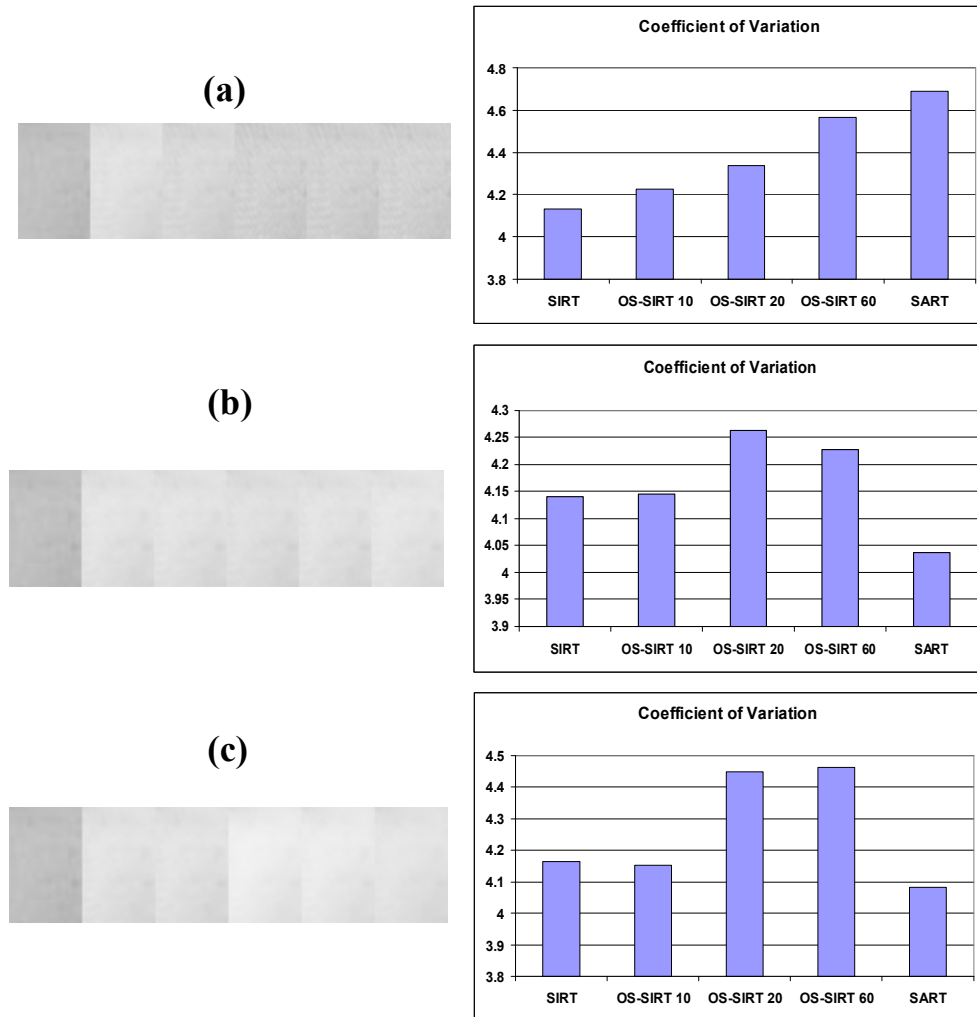 (a)
Coefficient of Variation
4.8
4.6
4.4
4.2
4
3.8
SIRT OS-SIRT 10 OS-SIRT 20 OS-SIRT 60 SART
(b)
Coefficient of Variation
4.3
4.25
4.2
4.15
4.1
4.05
4
3.95
3.9
SIRT OS-SIRT 10 OS-SIRT 20 OS-SIRT 60 SART
(c)
Coefficient of Variation
4.5
4.4
4.3
4.2
4.1
4
3.9
3.8
SIRT OS-SIRT 10 OS-SIRT 20 OS-SIRT 60 SART